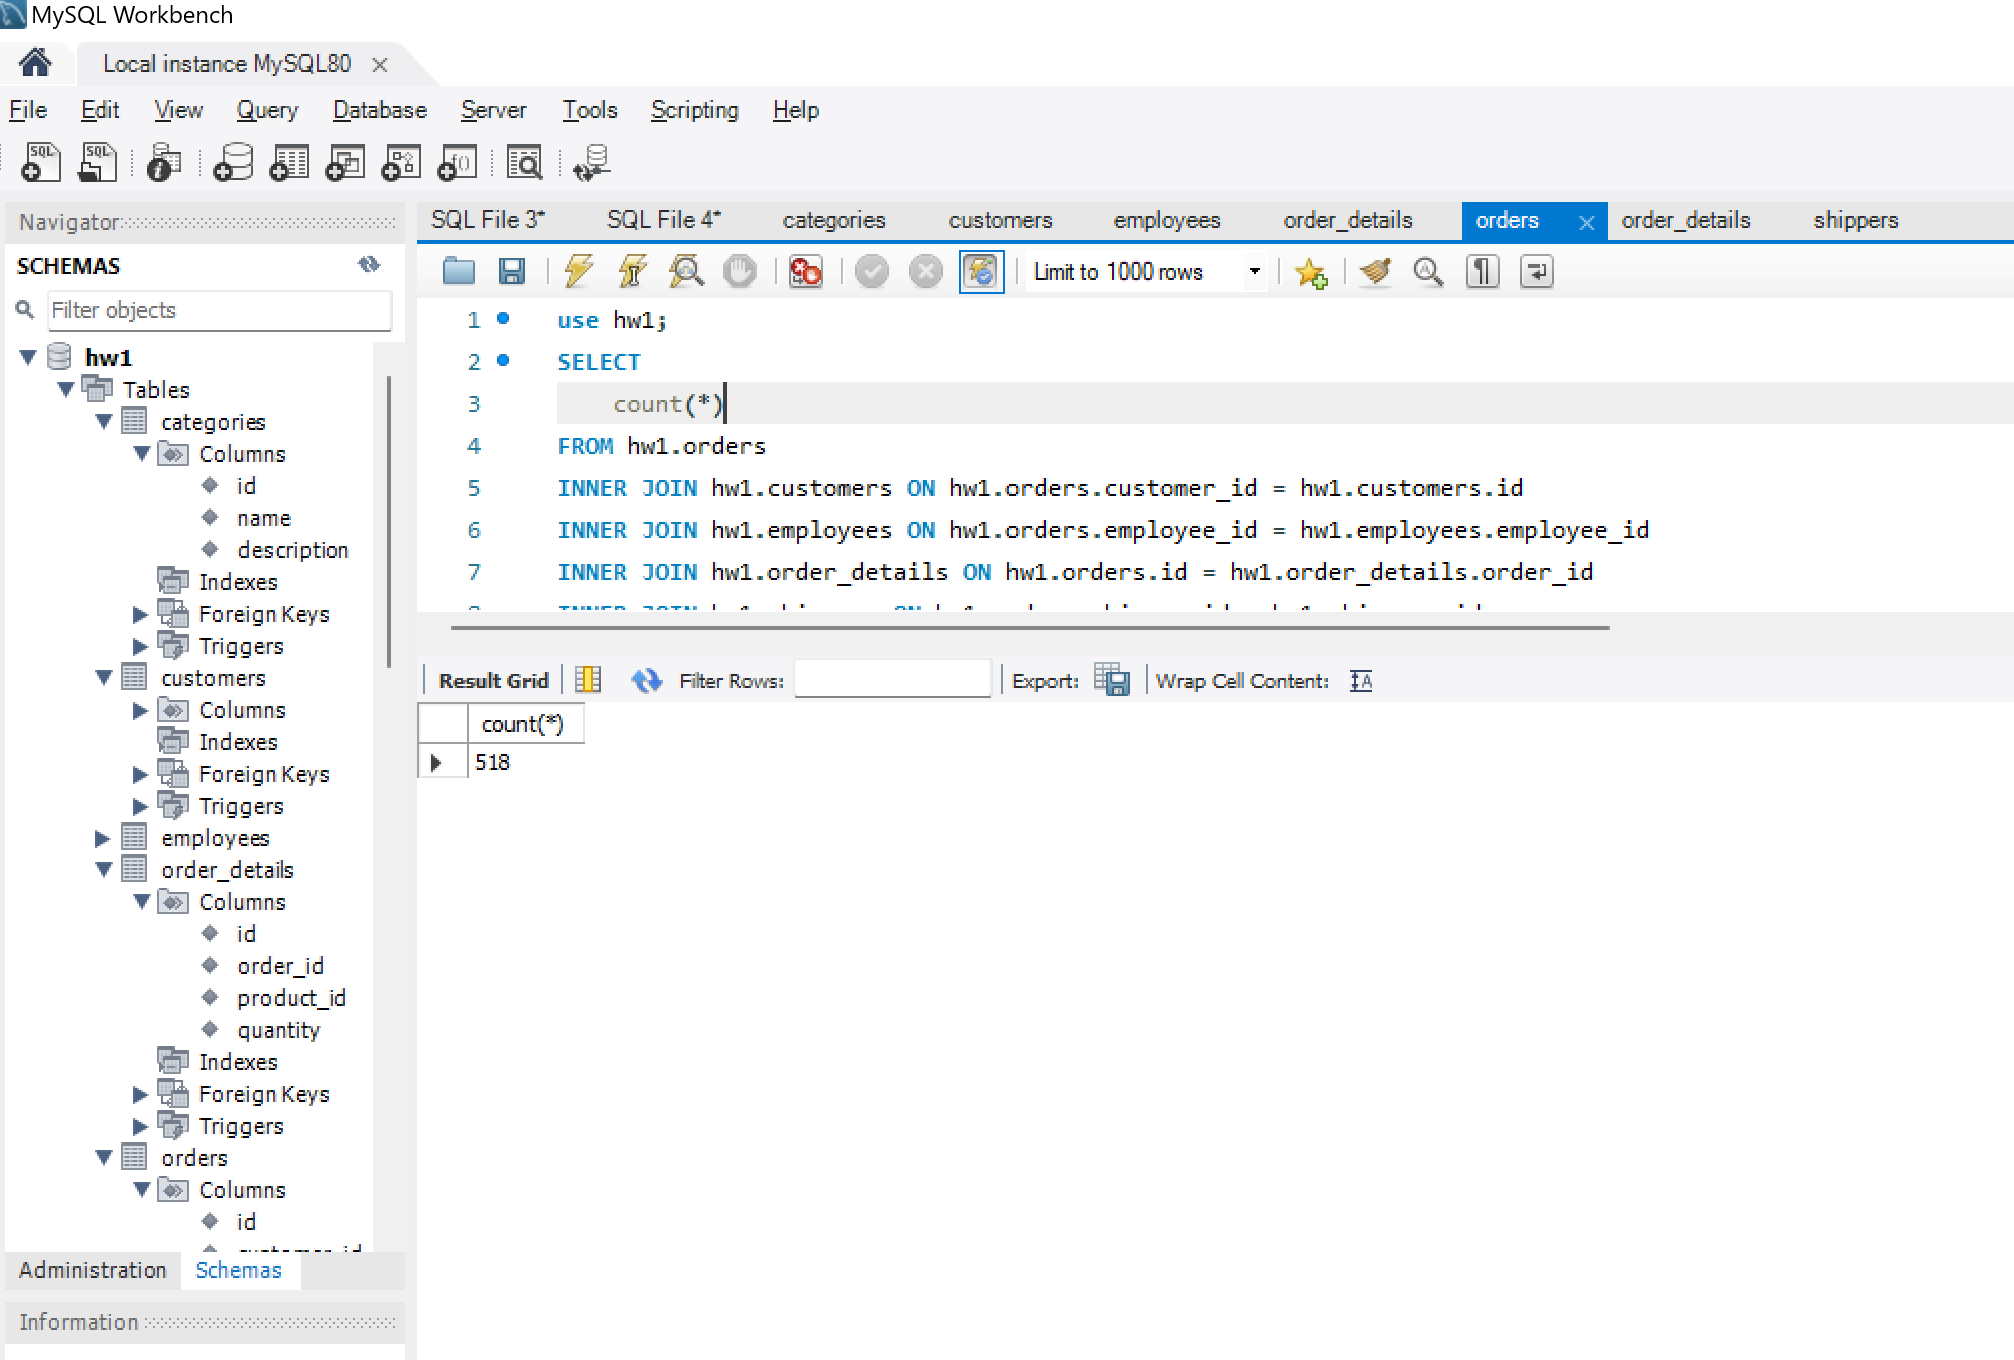 MySQL Workbench
Local instance MySQL80
File Edit View Query Database Server Tools Scripting Help
SQL SQL f()
Navigator
SCHEMAS
Filter objects
hw1
Tables
categories
Columns
id
name
description
Indexes
Foreign Keys
Triggers
customers
Columns
Indexes
Foreign Keys
Triggers
employees
order_details
Columns
id
order_id
product_id
quantity
Indexes
Foreign Keys
Triggers
orders
Columns
id
Administration Schemas
Information
SQL File 3* SQL File 4* categories customers employees order_details orders order_details shippers
Limit to 1000 rows
1 use hw1;
2 SELECT
3 count(*)
4 FROM hw1.orders
5 INNER JOIN hw1.customers ON hw1.orders.customer_id = hw1.customers.id
6 INNER JOIN hw1.employees ON hw1.orders.employee_id = hw1.employees.employee_id
7 INNER JOIN hw1.order_details ON hw1.orders.id = hw1.order_details.order_id
Result Grid Filter Rows: Export: Wrap Cell Content: IA
count(*)
518